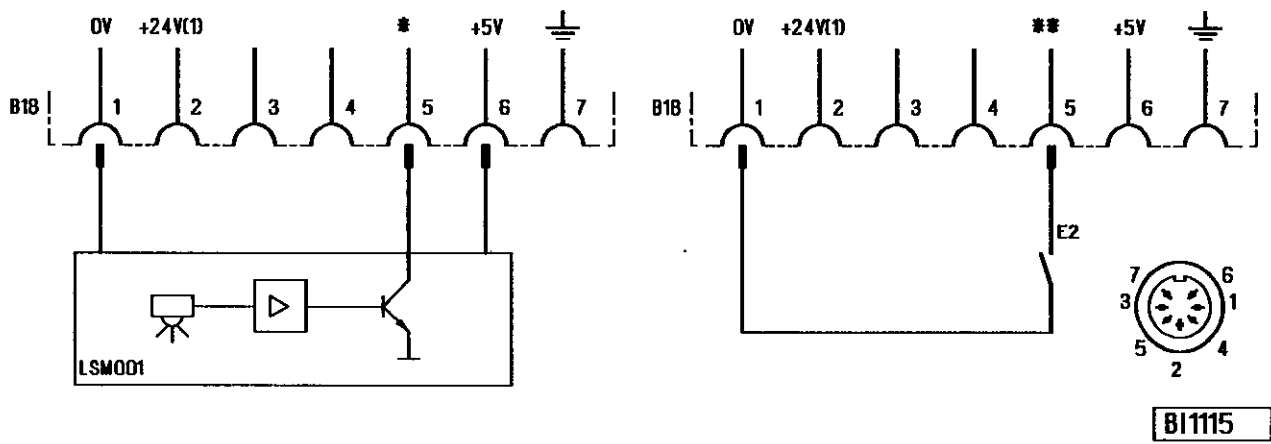 0V +24V(1) * +5V
B18 1 2 3 4 5 6 7
LSM001
0V +24V(1) ** +5V
B18 1 2 3 4 5 6 7
E2
7 6
3 1
5 4
2
BI1115